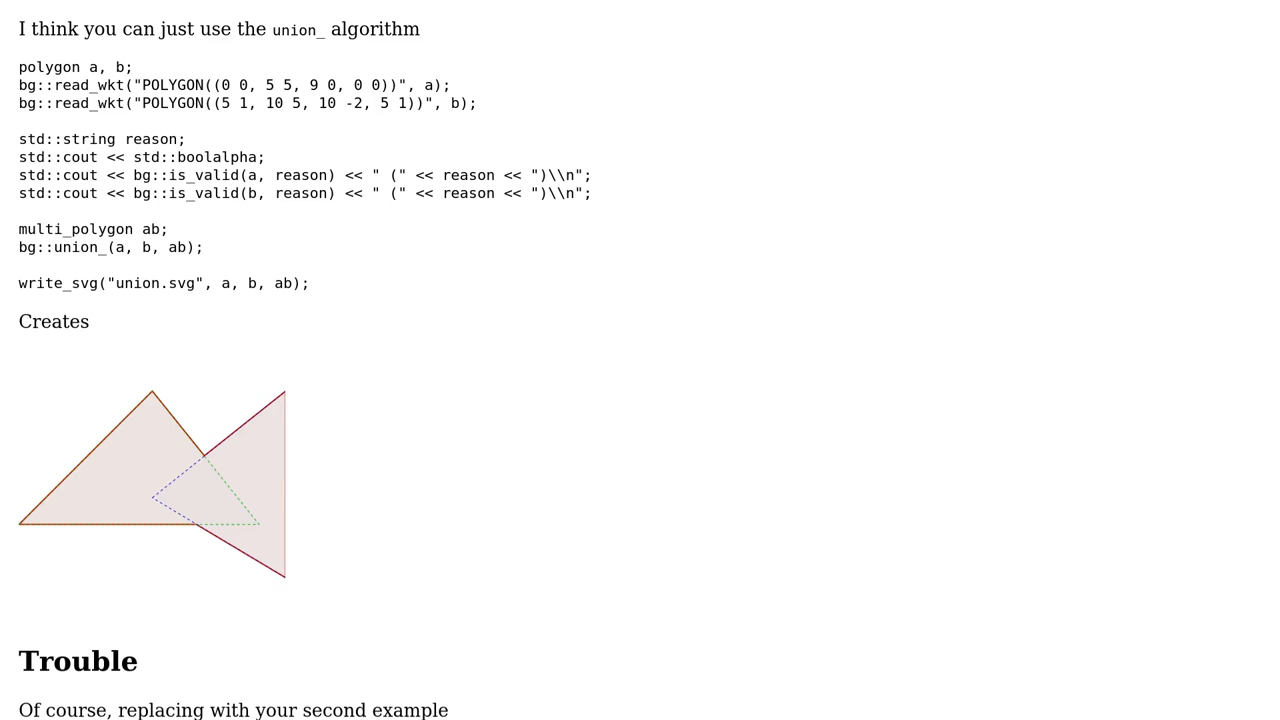 I think you can just use the union_ algorithm
polygon a, b;
bg::read_wkt("POLYGON((0 0, 5 5, 9 0, 0 0))", a);
bg::read_wkt("POLYGON((5 1, 10 5, 10 -2, 5 1))", b);
std::string reason;
std::cout << std::boolalpha;
std::cout << bg::is_valid(a, reason) << " (" << reason << ")\\n";
std::cout << bg::is_valid(b, reason) << " (" << reason << ")\\n";
multi_polygon ab;
bg::union_(a, b, ab);
write_svg("union.svg", a, b, ab);
Creates
Trouble
Of course, replacing with your second example